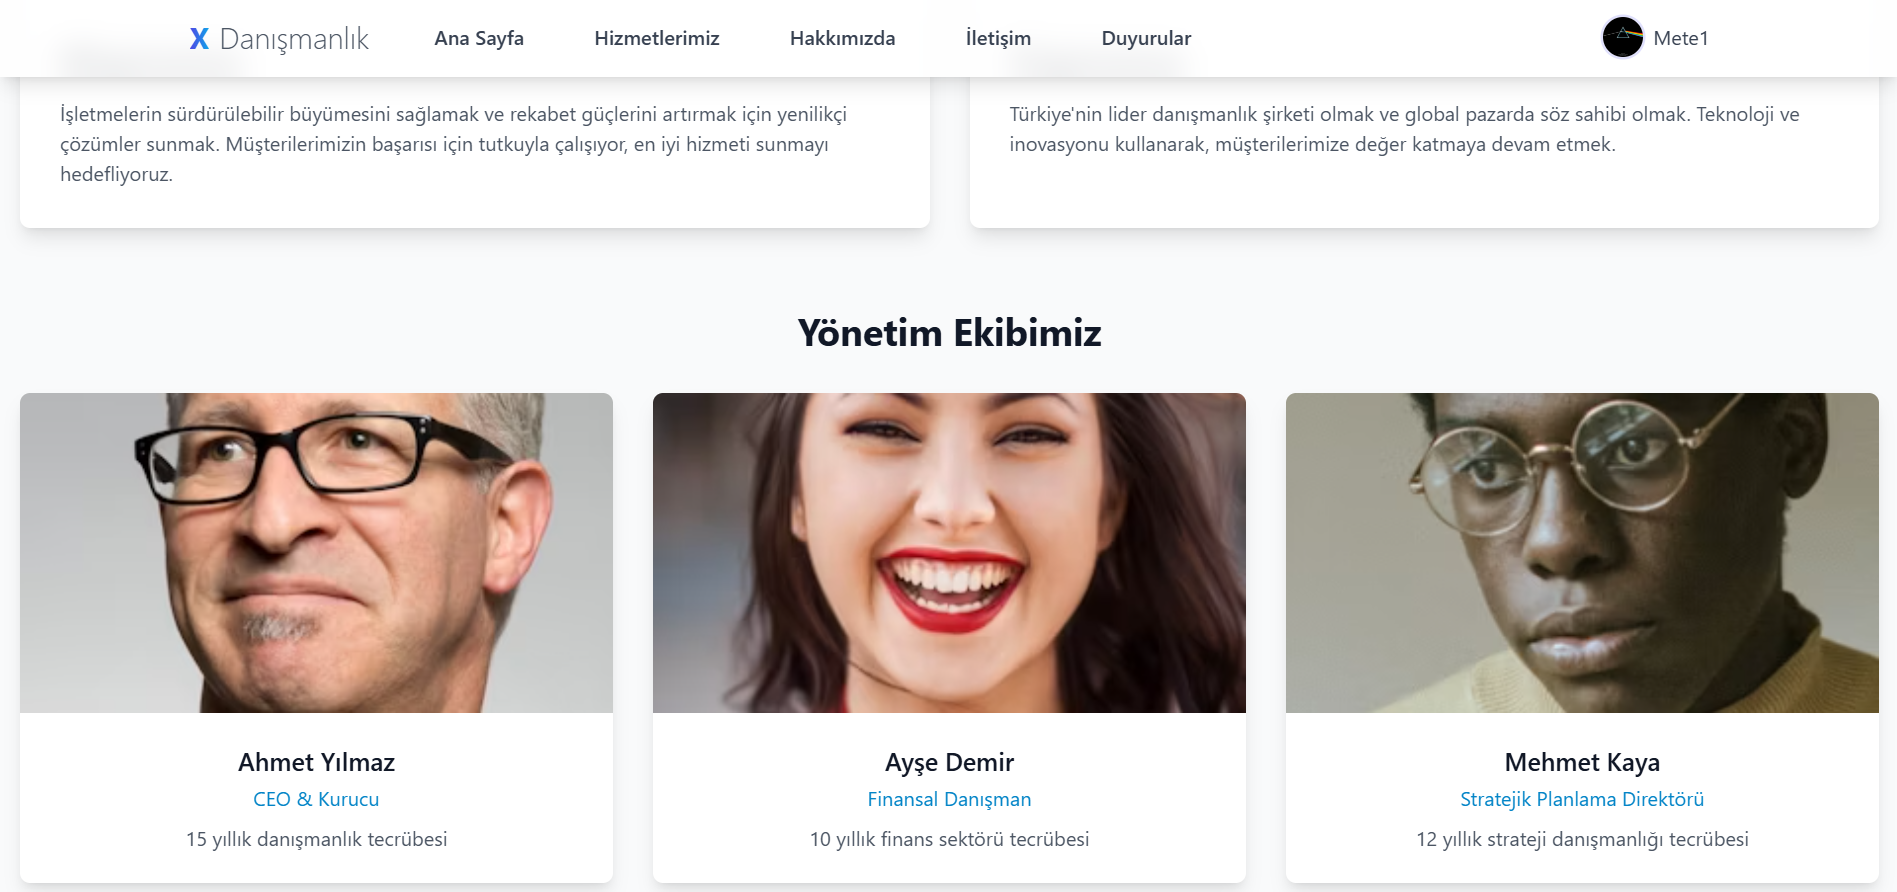 X Danışmanlık
Ana Sayfa
Hizmetlerimiz
Hakkımızda
İletişim
Duyurular
Mete1
İşletmelerin sürdürülebilir büyümesini sağlamak ve rekabet güçlerini artırmak için yenilikçi
çözümler sunmak. Müşterilerimizin başarısı için tutkuyla çalışıyor, en iyi hizmeti sunmayı
hedefliyoruz.
Türkiye'nin lider danışmanlık şirketi olmak ve global pazarda söz sahibi olmak. Teknoloji ve
inovasyonu kullanarak, müşterilerimize değer katmaya devam etmek.
Yönetim Ekibimiz
Ahmet Yılmaz
CEO & Kurucu
15 yıllık danışmanlık tecrübesi
Ayşe Demir
Finansal Danışman
10 yıllık finans sektörü tecrübesi
Mehmet Kaya
Stratejik Planlama Direktörü
12 yıllık strateji danışmanlığı tecrübesi